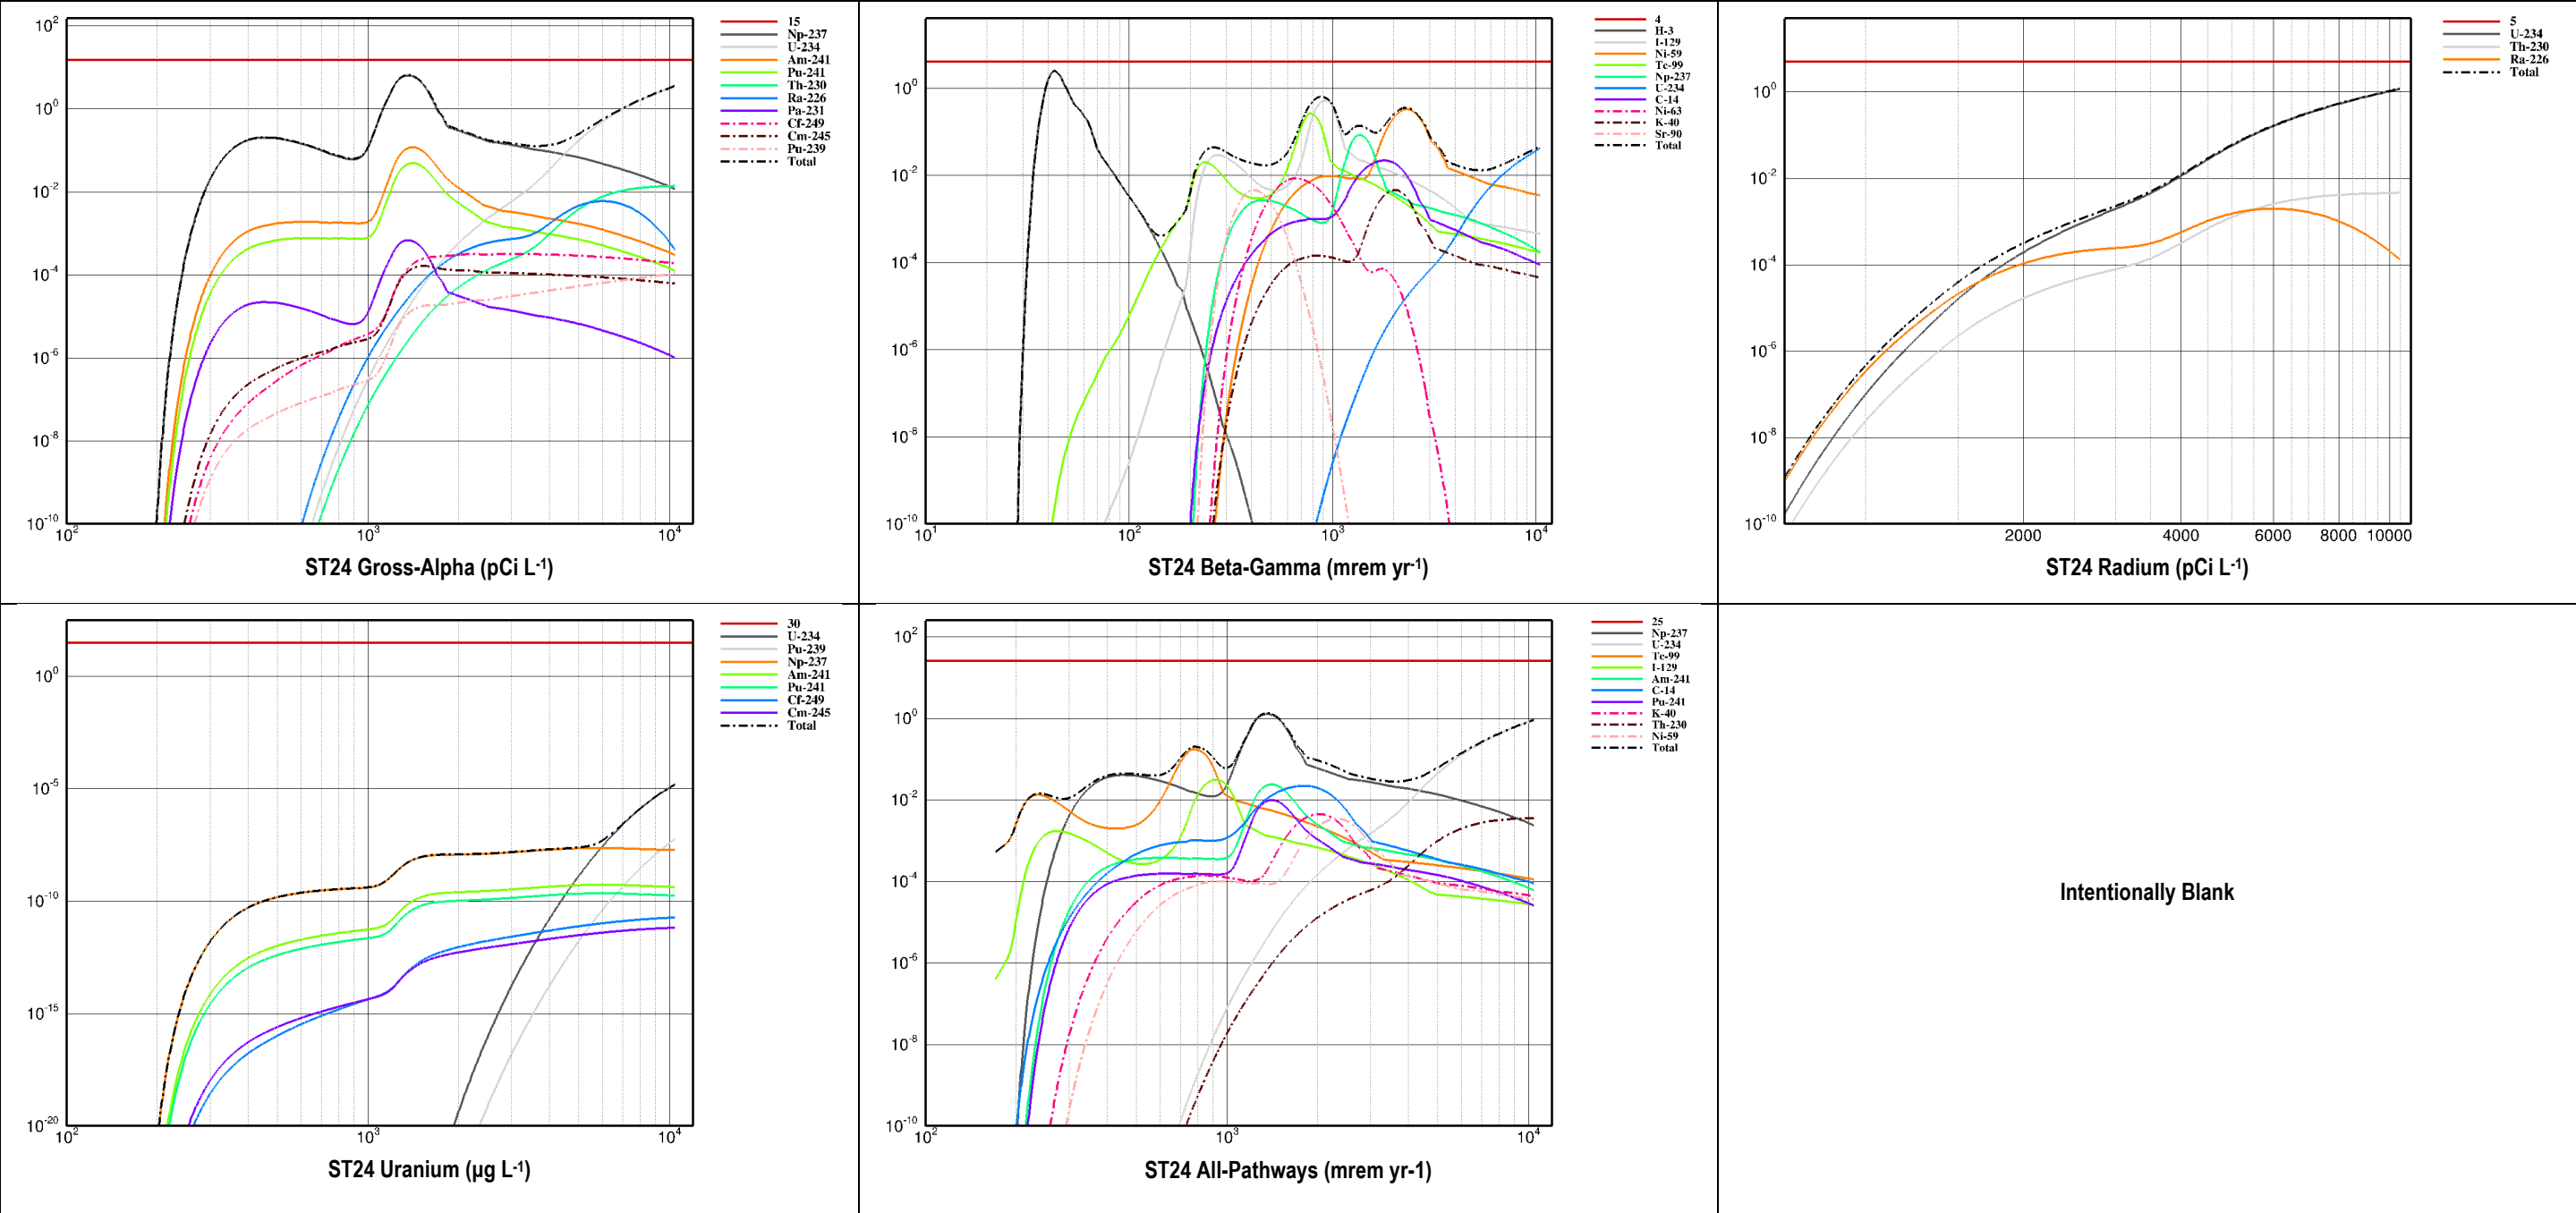 10²
10⁰
10⁻²
10⁻⁴
10⁻⁶
10⁻⁸
10⁻¹⁰
10² 10³ 10⁴
15
Np-237
U-234
Am-241
Pu-241
Th-230
Ra-226
Pa-231
Cf-249
Cm-245
Pu-239
Total
ST24 Gross-Alpha (pCi L⁻¹)
10⁰
10⁻²
10⁻⁴
10⁻⁶
10⁻⁸
10⁻¹⁰
10¹ 10² 10³ 10⁴
4
H-3
I-129
Ni-59
Tc-99
Np-237
U-234
C-14
Ni-63
K-40
Sr-90
Total
ST24 Beta-Gamma (mrem yr⁻¹)
10⁰
10⁻²
10⁻⁴
10⁻⁶
10⁻⁸
10⁻¹⁰
2000 4000 6000 8000 10000
5
U-234
Th-230
Ra-226
Total
ST24 Radium (pCi L⁻¹)
10⁰
10⁻⁵
10⁻¹⁰
10⁻¹⁵
10⁻²⁰
10² 10³ 10⁴
30
U-234
Pu-239
Np-237
Am-241
Pu-241
Cf-249
Cm-245
Total
ST24 Uranium (µg L⁻¹)
10²
10⁰
10⁻²
10⁻⁴
10⁻⁶
10⁻⁸
10⁻¹⁰
10² 10³ 10⁴
25
Np-237
U-234
Tc-99
I-129
Am-241
C-14
Pu-241
K-40
Th-230
Ni-59
Total
ST24 All-Pathways (mrem yr-1)
Intentionally Blank